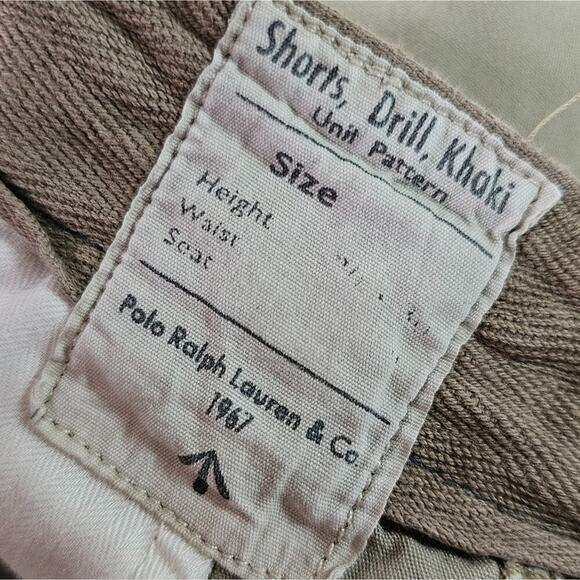 Shorts, Drill, Khaki
Unit Pattern
Size
Height
Waist
Seat
Polo Ralph Lauren & Co.
1967